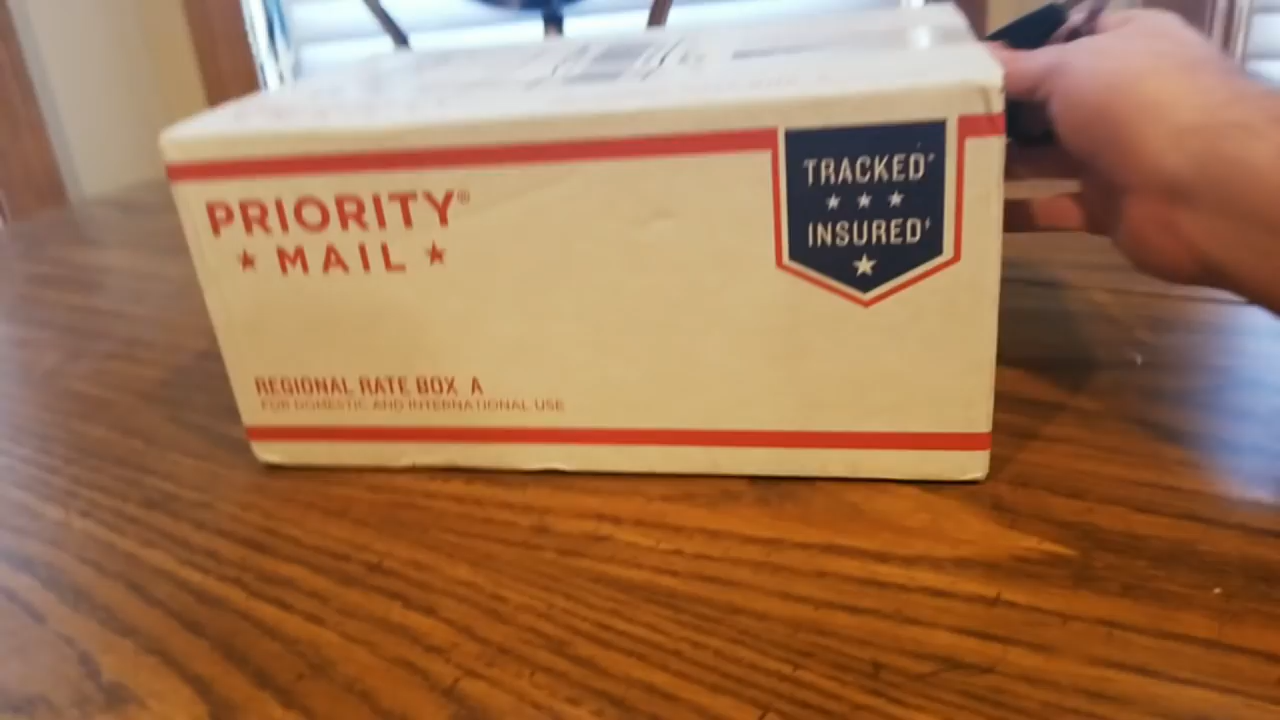 PRIORITY®
★ MAIL ★
TRACKED*
★ ★ ★
INSURED†
★
REGIONAL RATE BOX A
FOR DOMESTIC AND INTERNATIONAL USE